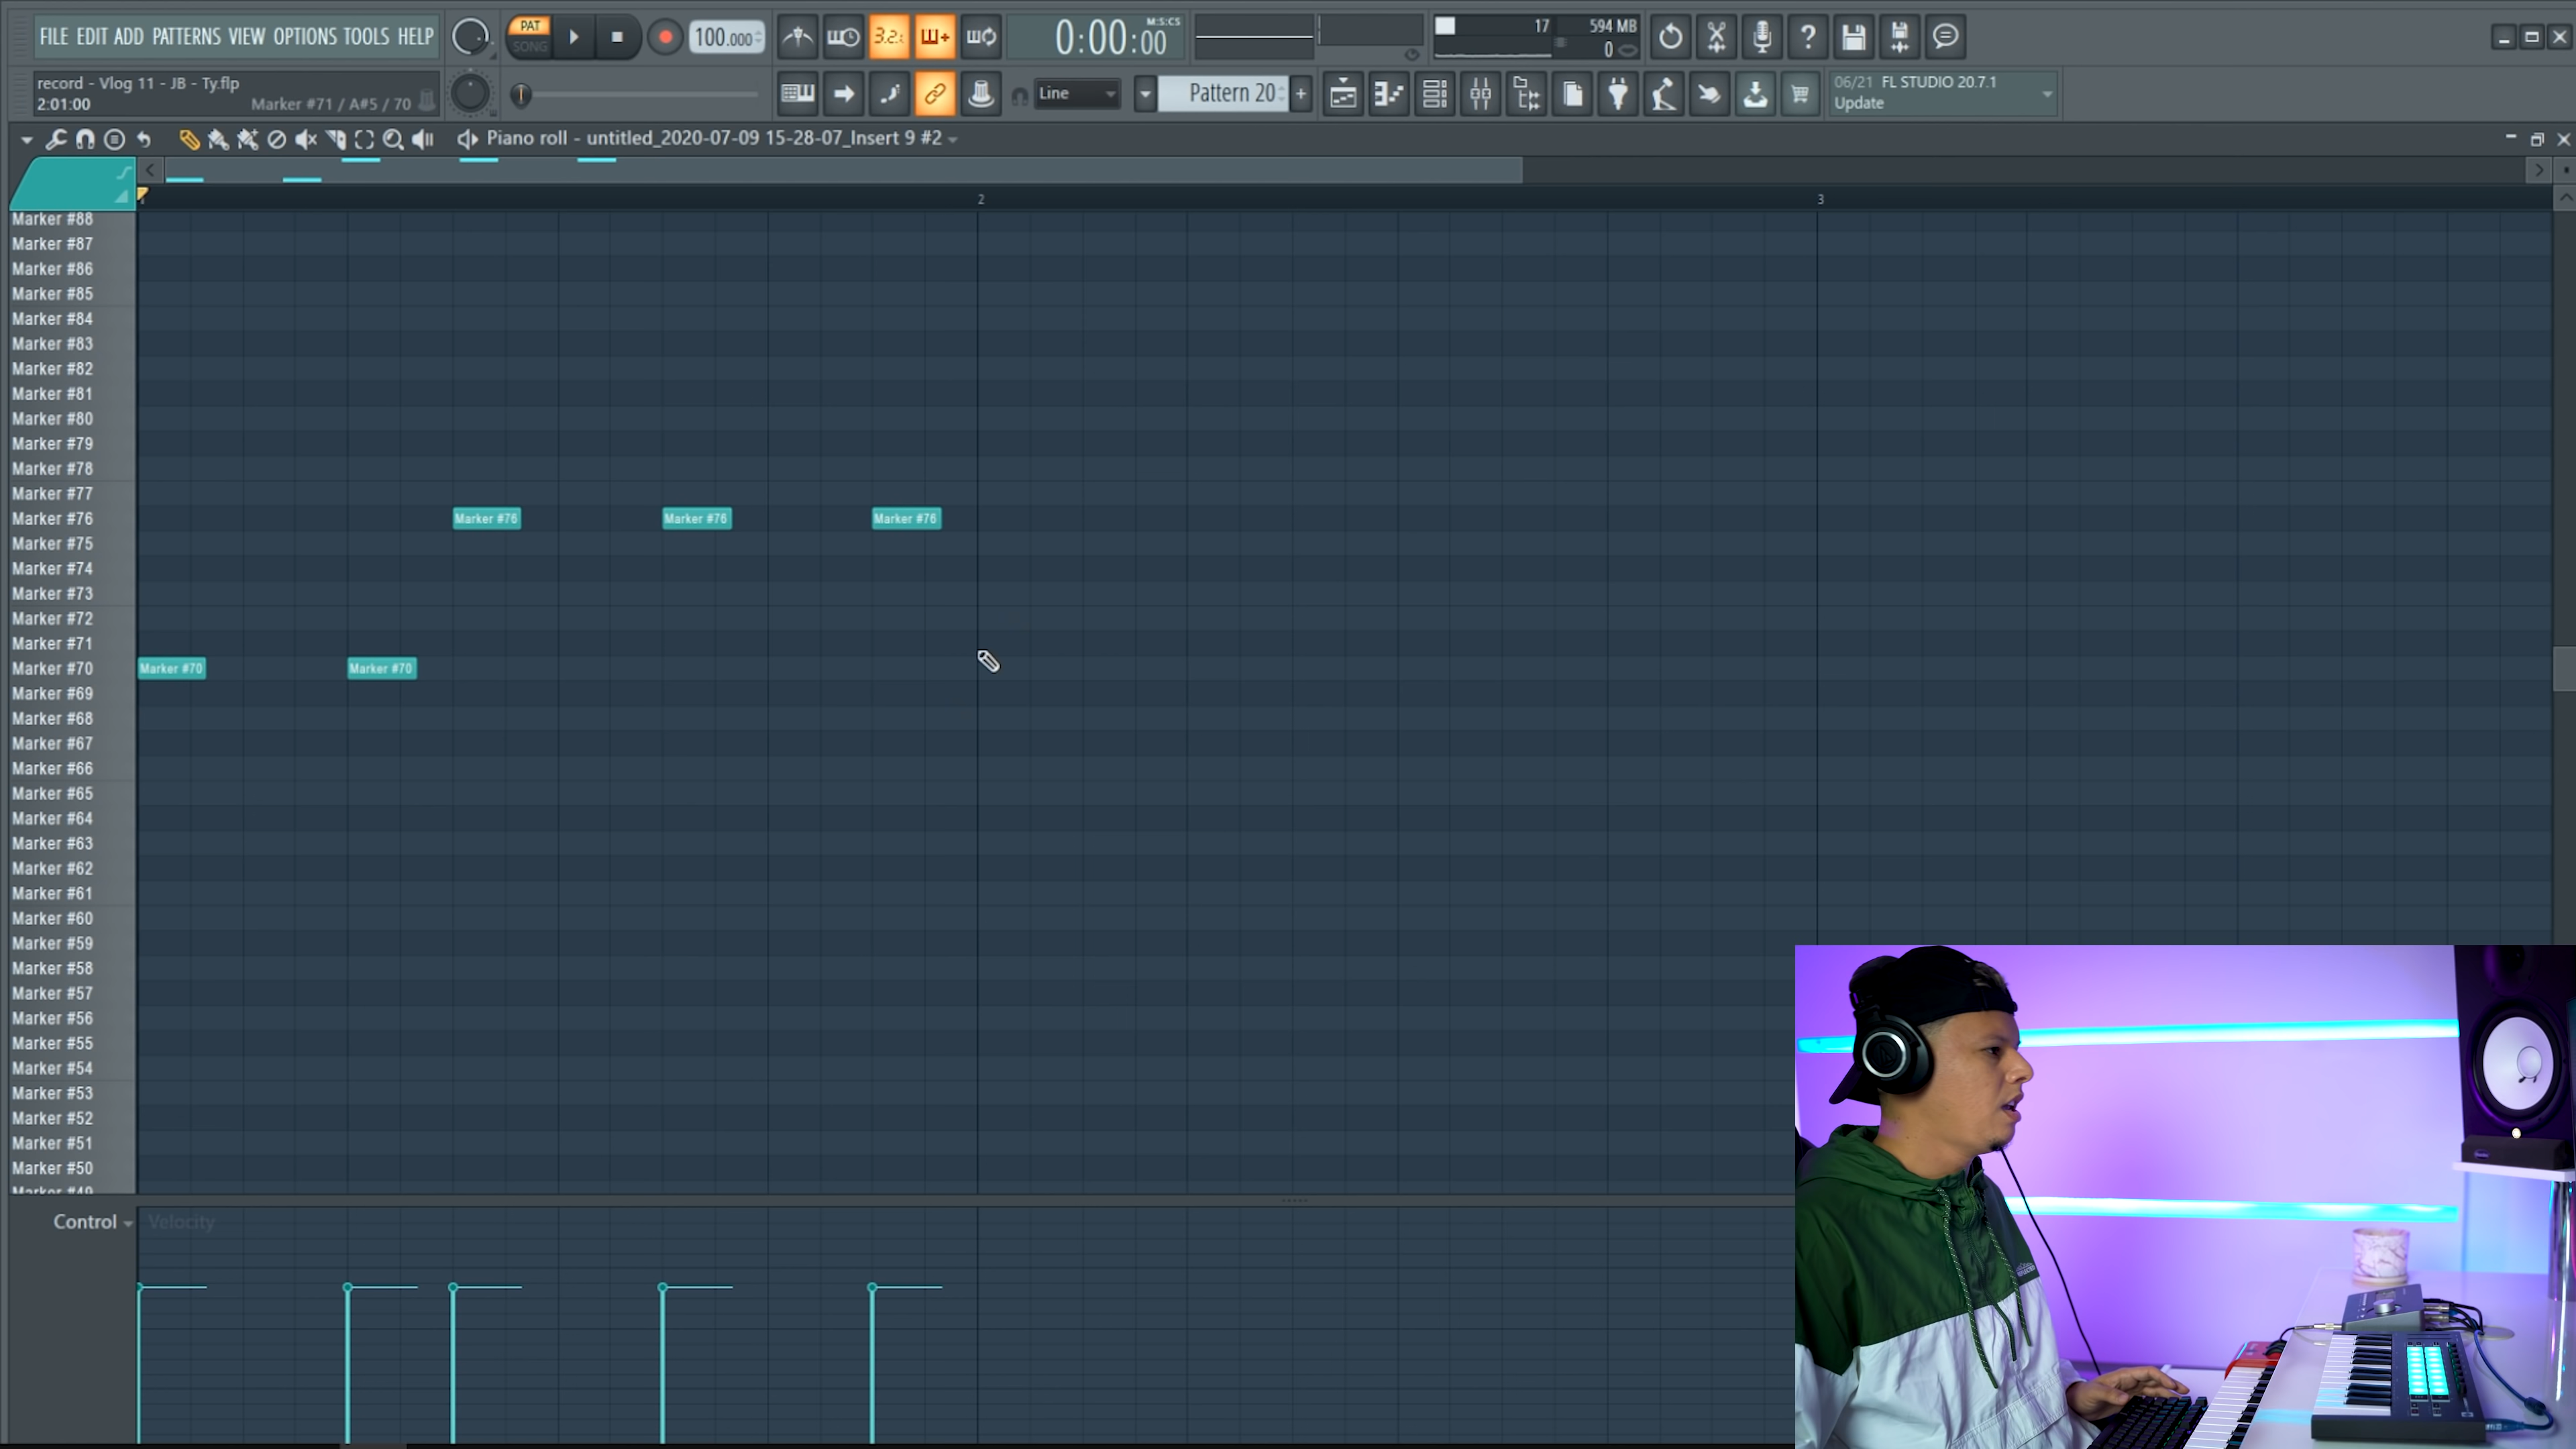 FILE EDIT ADD PATTERNS VIEW OPTIONS TOOLS HELP
PAT
SONG
100.000
3.2.
0:00:00
M:S:CS
17
594 MB
0
record - Vlog 11 - JB - Ty.flp
2:01:00
Marker #71 / A#5 / 70
Line
Pattern 20
06/21 FL STUDIO 20.7.1
Update
Piano roll - untitled_2020-07-09 15-28-07_Insert 9 #2
2
3
Marker #88
Marker #87
Marker #86
Marker #85
Marker #84
Marker #83
Marker #82
Marker #81
Marker #80
Marker #79
Marker #78
Marker #77
Marker #76
Marker #76
Marker #76
Marker #76
Marker #75
Marker #74
Marker #73
Marker #72
Marker #71
Marker #70
Marker #70
Marker #70
Marker #69
Marker #68
Marker #67
Marker #66
Marker #65
Marker #64
Marker #63
Marker #62
Marker #61
Marker #60
Marker #59
Marker #58
Marker #57
Marker #56
Marker #55
Marker #54
Marker #53
Marker #52
Marker #51
Marker #50
Marker #49
Control
Velocity